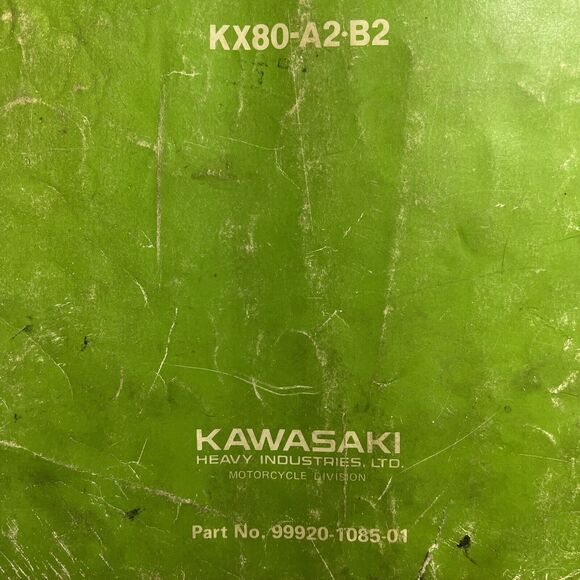 KX80-A2·B2
KAWASAKI
HEAVY INDUSTRIES, LTD.
MOTORCYCLE DIVISION
Part No. 99920-1085-01